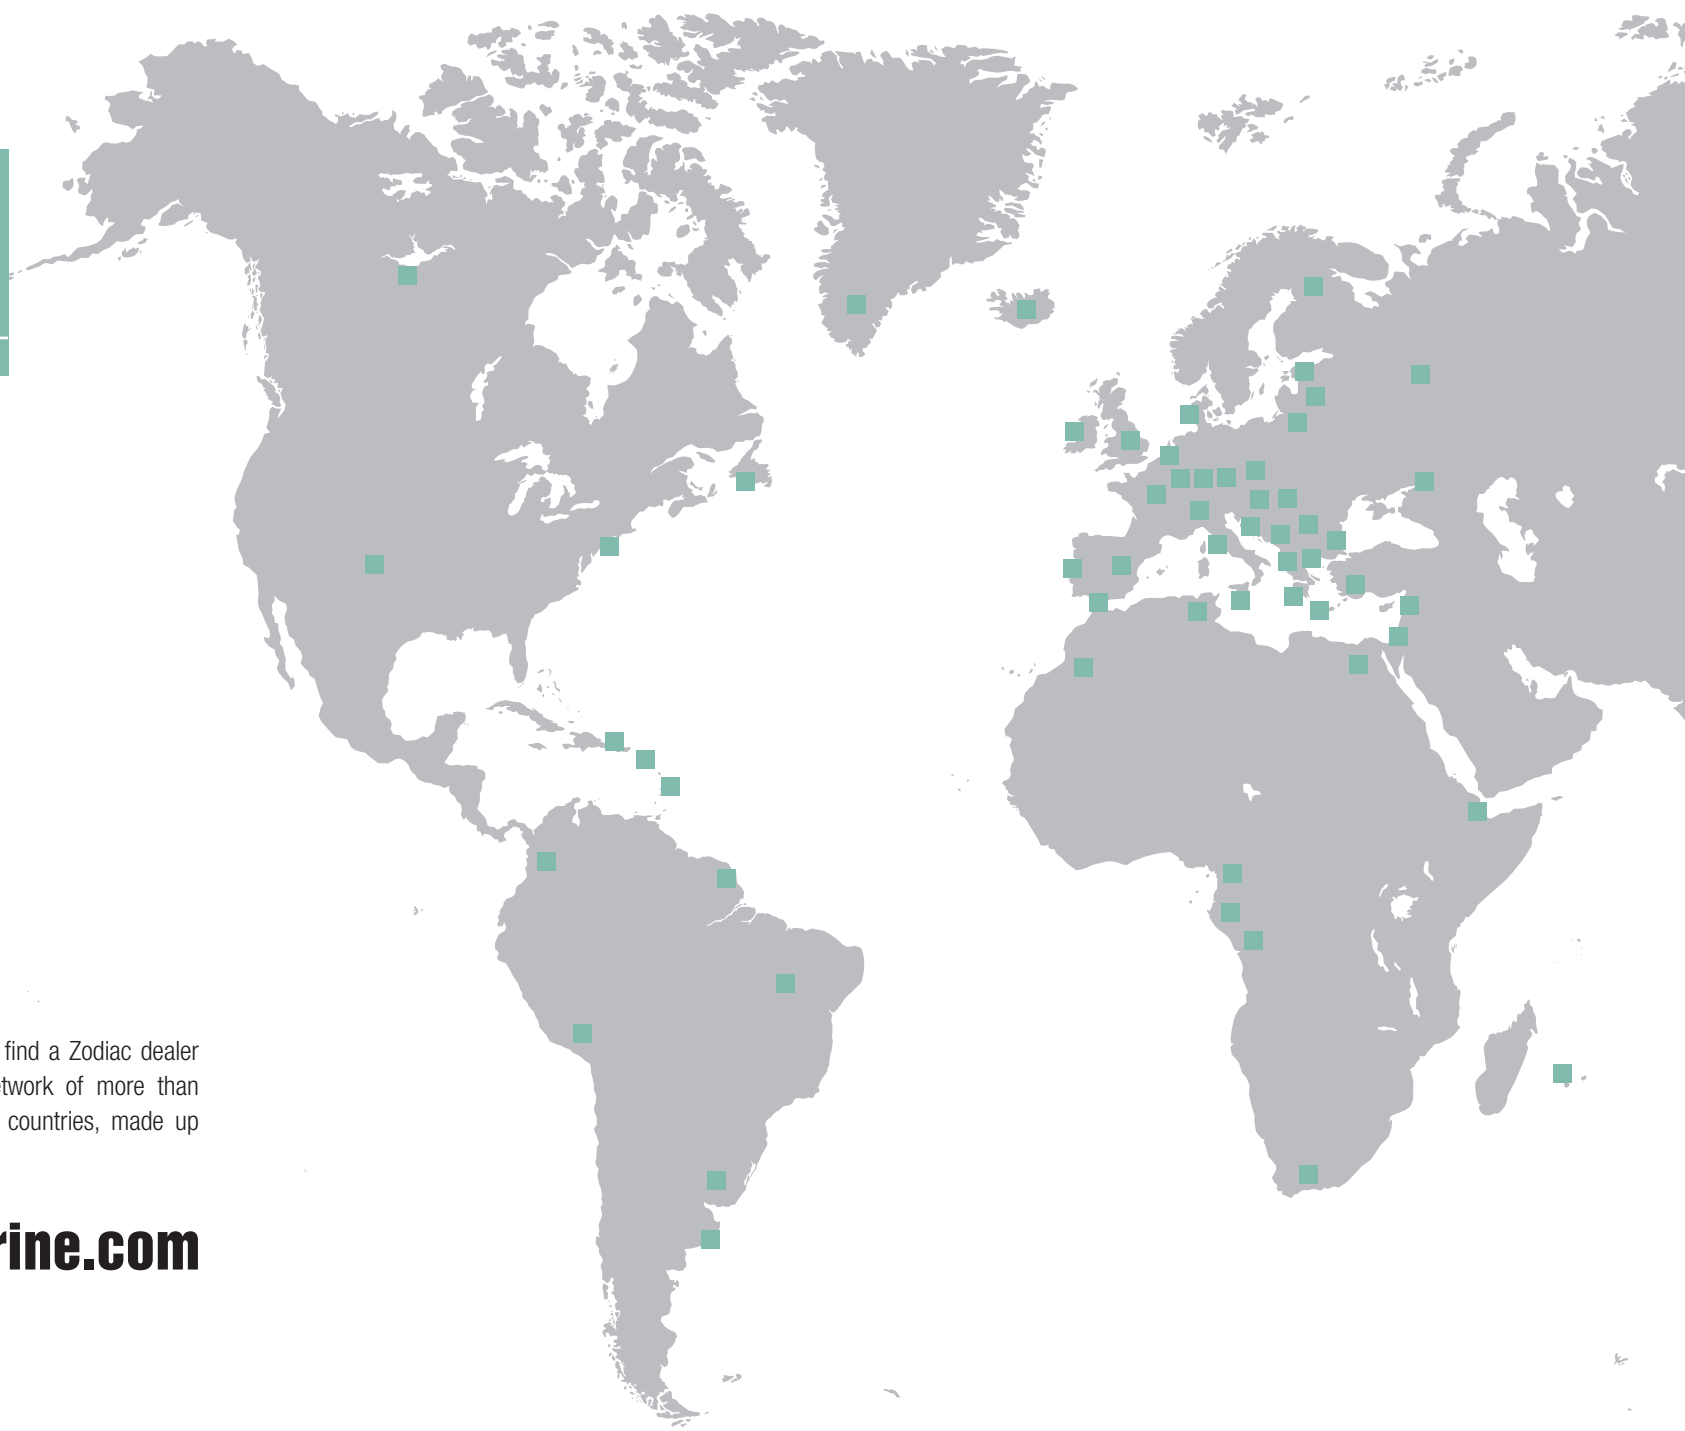 find a Zodiac dealer
twork of more than
countries, made up
rine.com